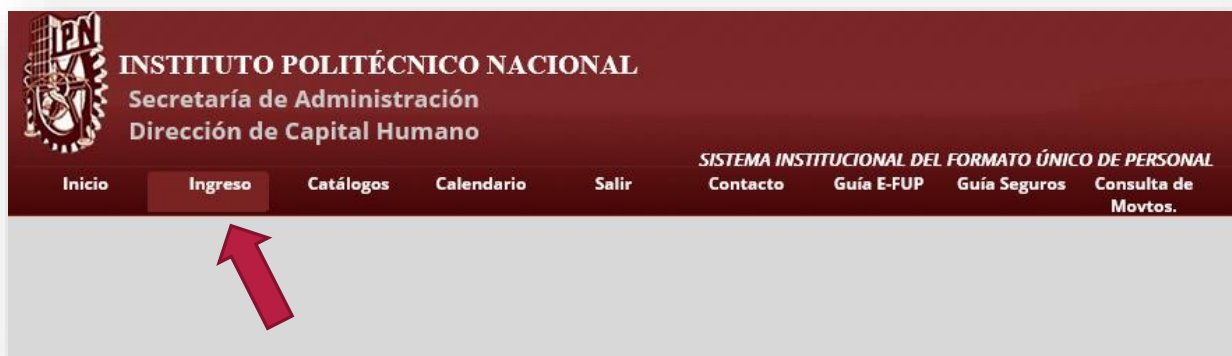 IPN
INSTITUTO POLITÉCNICO NACIONAL
Secretaría de Administración
Dirección de Capital Humano
SISTEMA INSTITUCIONAL DEL FORMATO ÚNICO DE PERSONAL
Inicio Ingreso Catálogos Calendario Salir Contacto Guía E-FUP Guía Seguros Consulta de Movtos.